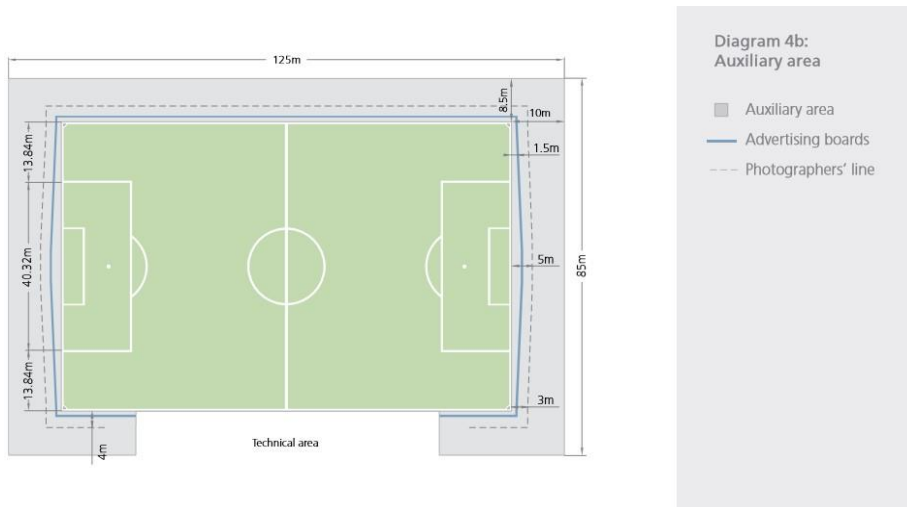 125m
8.5m
10m
13.84m
1.5m
40.32m
5m
85m
13.84m
3m
4m
Technical area
Diagram 4b:
Auxiliary area
Auxiliary area
Advertising boards
Photographers' line